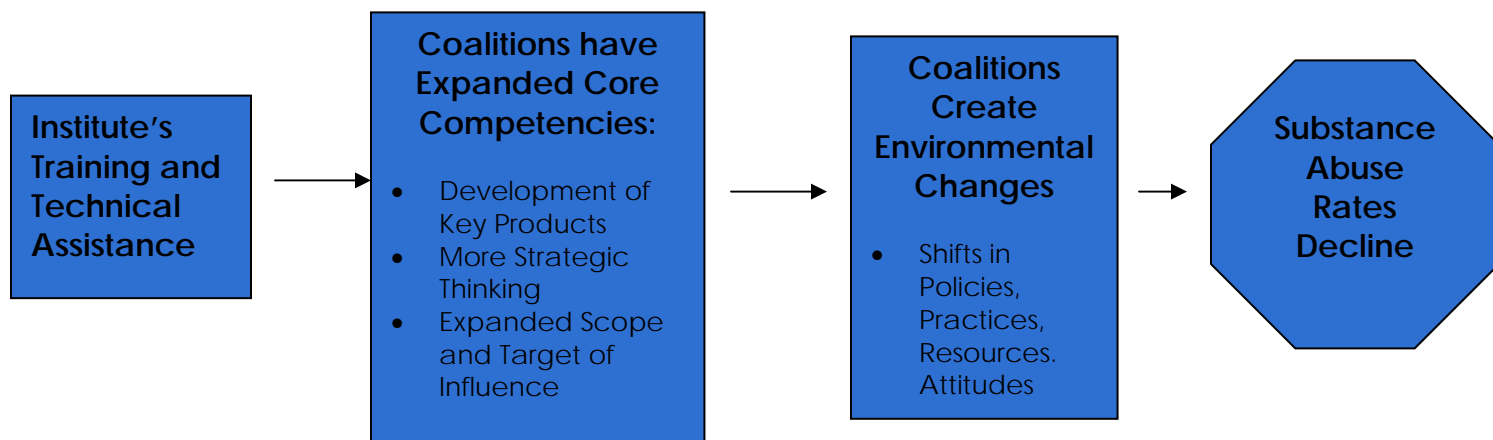 Institute’s
Training and
Technical
Assistance
Coalitions have
Expanded Core
Competencies:
• Development of
Key Products
• More Strategic
Thinking
• Expanded Scope
and Target of
Influence
Coalitions
Create
Environmental
Changes
• Shifts in
Policies,
Practices,
Resources.
Attitudes
Substance
Abuse
Rates
Decline